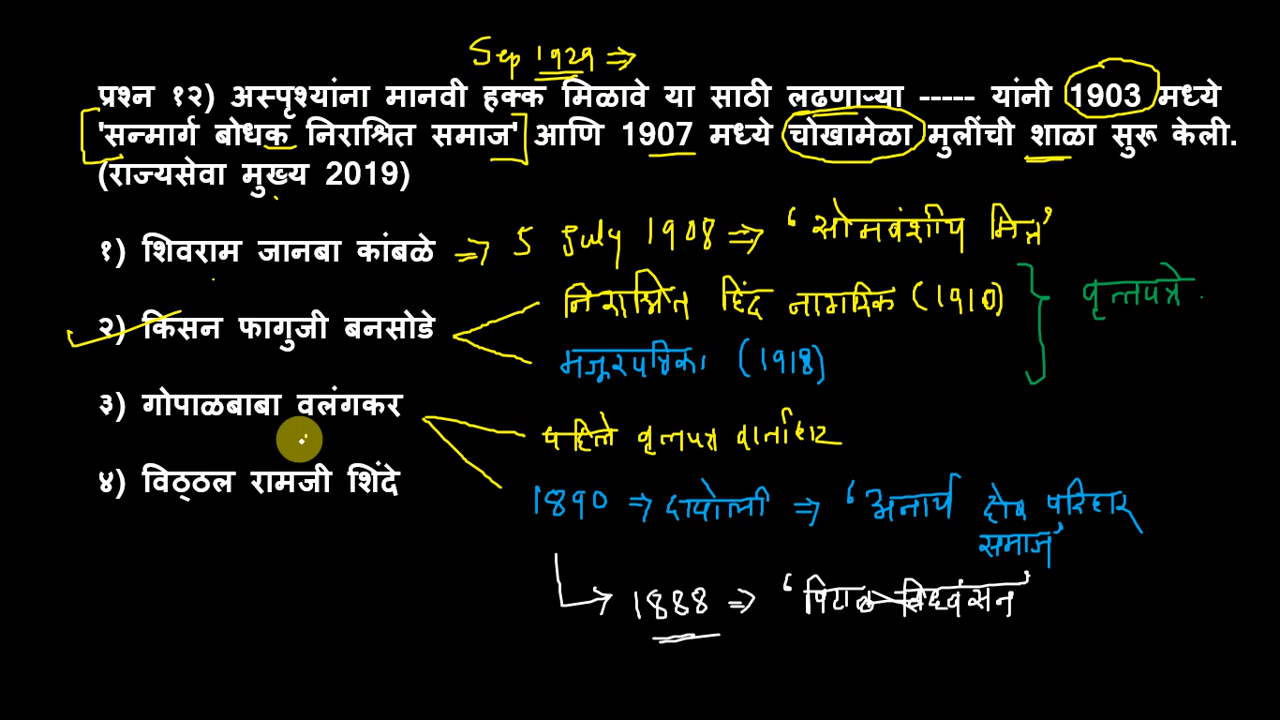 Sep 1929 ⇒
प्रश्न १२) अस्पृश्यांना मानवी हक्क मिळावे या साठी लढणाऱ्या ----- यांनी 1903 मध्ये
'सन्मार्ग बोधक निराश्रित समाज' आणि 1907 मध्ये चोखामेळा मुलींची शाळा सुरू केली.
(राज्यसेवा मुख्य 2019)
१) शिवराम जानबा कांबळे ⇒ 5 July 1908 ⇒ 'सोमवंशीय मित्र'
निराश्रित हिंद नागरिक (1910)
वृत्तपत्रे
२) किसन फागुजी बनसोडे
मजूरपत्रिका (1918)
३) गोपाळबाबा वलंगकर
पहिले वृत्तपत्र वार्ताहार
४) विठ्ठल रामजी शिंदे
1890 ⇒ दापोली ⇒ 'अनार्य दोष परिहार
समाज'
1888 ⇒ 'विटाळ विध्वंसन'